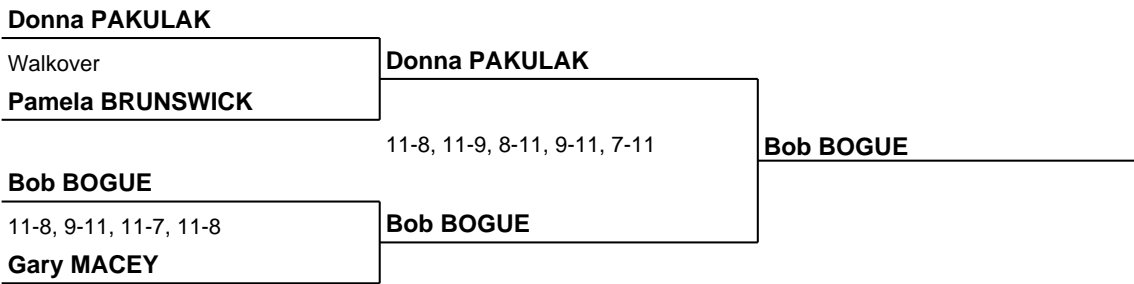 Donna PAKULAK
Walkover
Donna PAKULAK
Pamela BRUNSWICK
11-8, 11-9, 8-11, 9-11, 7-11
Bob BOGUE
Bob BOGUE
11-8, 9-11, 11-7, 11-8
Bob BOGUE
Gary MACEY